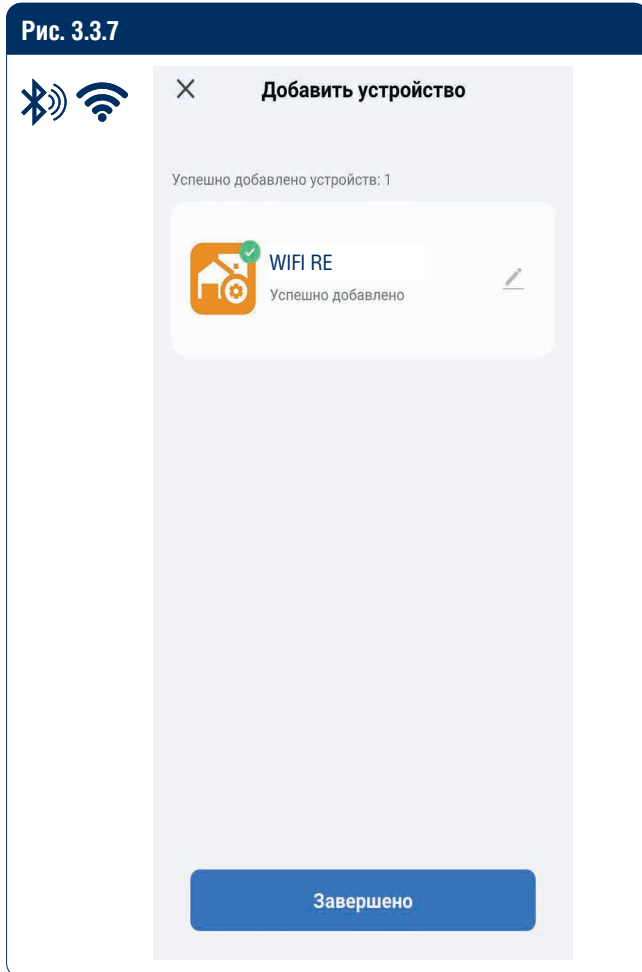 Рис. 3.3.7
Добавить устройство
Успешно добавлено устройств: 1
WIFI RE
Успешно добавлено
Завершено